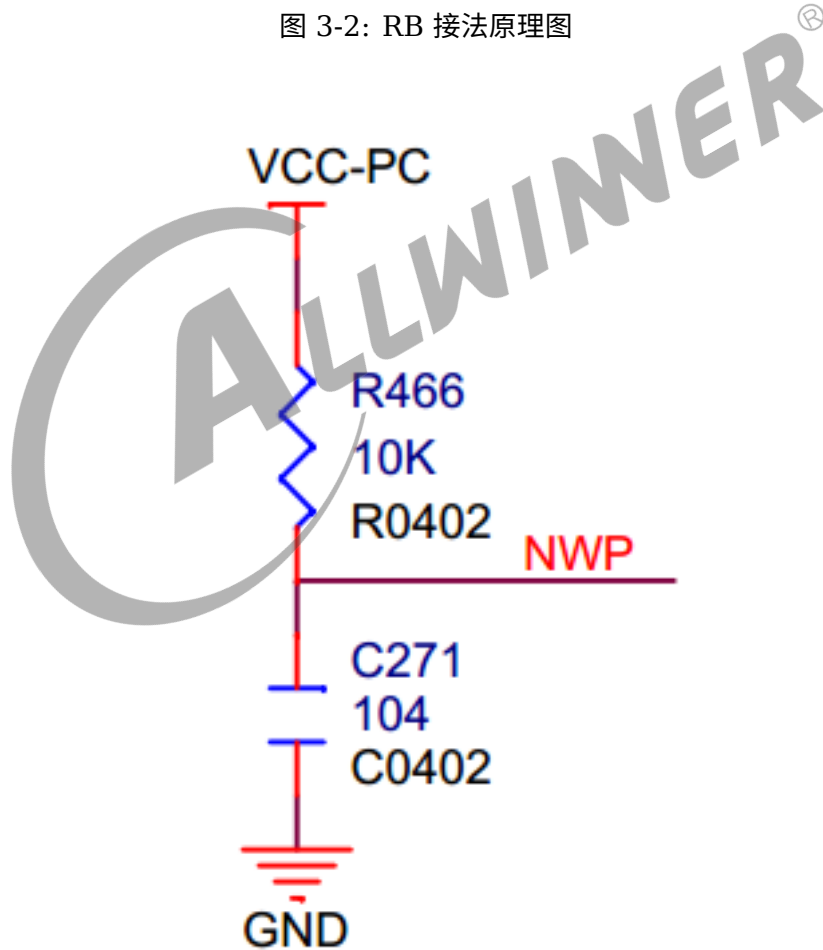 图 3-2: RB 接法原理图
ALLWINNER®
VCC-PC
R466
10K
R0402
NWP
C271
104
C0402
GND